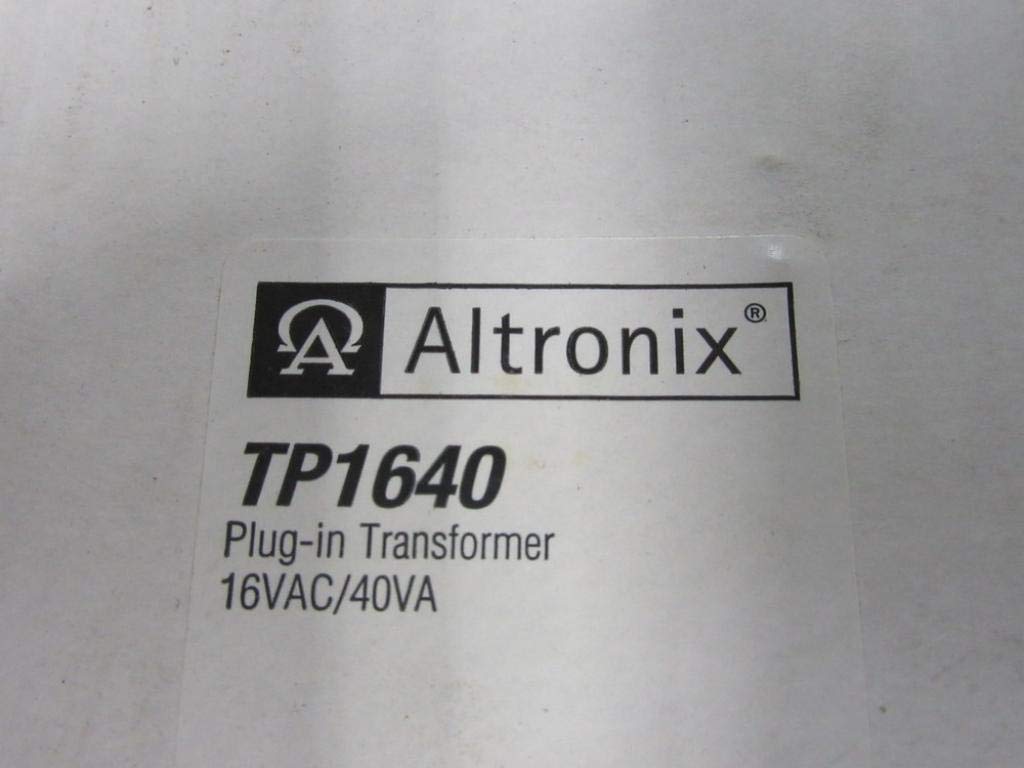 Altronix®
TP1640
Plug-in Transformer
16VAC/40VA